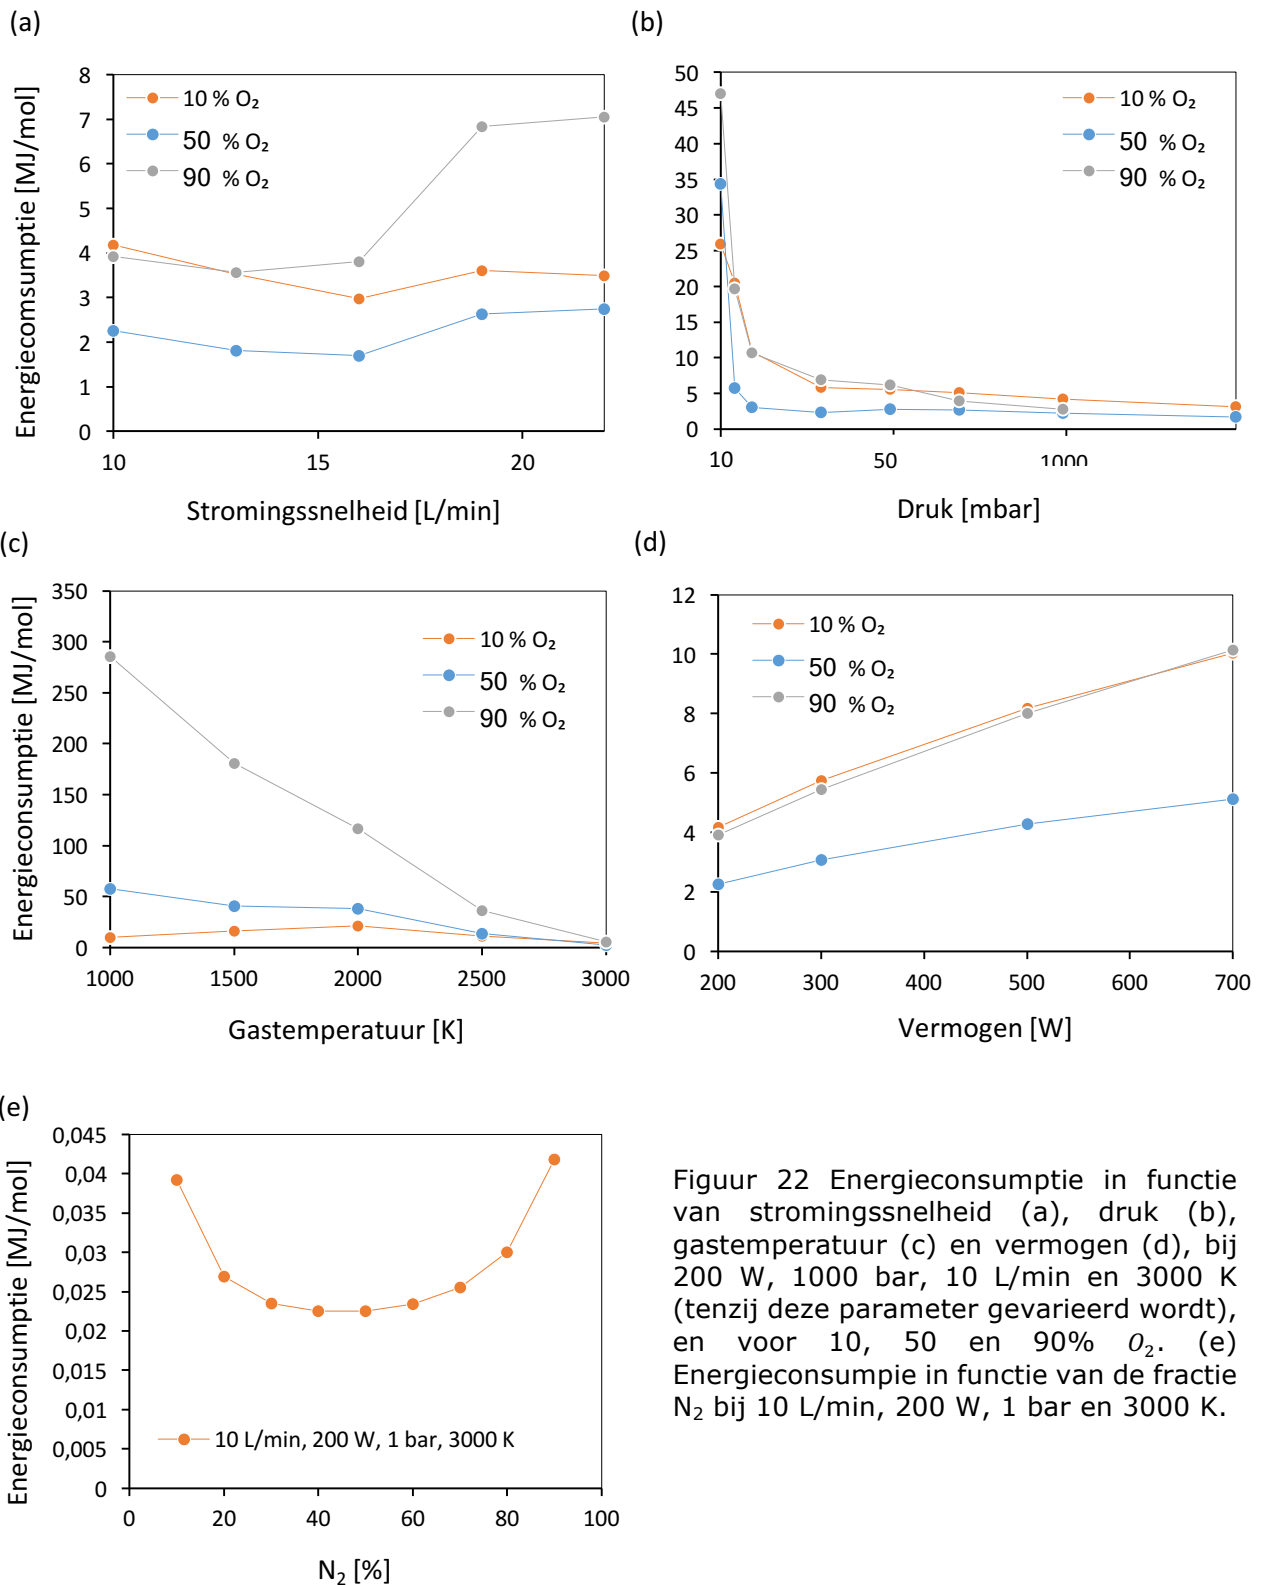 (a)
Energiecomsumptie [MJ/mol]
8
7
6
5
4
3
2
1
0
10
15
20
10 % O₂
50 % O₂
90 % O₂
Stromingssnelheid [L/min]
(b)
50
45
40
35
30
25
20
15
10
5
0
10
50
1000
10 % O₂
50 % O₂
90 % O₂
Druk [mbar]
(c)
Energieconsumptie [MJ/mol]
350
300
250
200
150
100
50
0
1000
1500
2000
2500
3000
10 % O₂
50 % O₂
90 % O₂
Gastemperatuur [K]
(d)
12
10
8
6
4
2
0
200
300
400
500
600
700
10 % O₂
50 % O₂
90 % O₂
Vermogen [W]
(e)
Energieconsumptie [MJ/mol]
0,045
0,04
0,035
0,03
0,025
0,02
0,015
0,01
0,005
0
0
20
40
60
80
100
10 L/min, 200 W, 1 bar, 3000 K
N₂ [%]
Figuur 22 Energieconsumptie in functie
van stromingssnelheid (a), druk (b),
gastemperatuur (c) en vermogen (d), bij
200 W, 1000 bar, 10 L/min en 3000 K
(tenzij deze parameter gevarieerd wordt),
en voor 10, 50 en 90% O₂. (e)
Energieconsumpie in functie van de fractie
N₂ bij 10 L/min, 200 W, 1 bar en 3000 K.